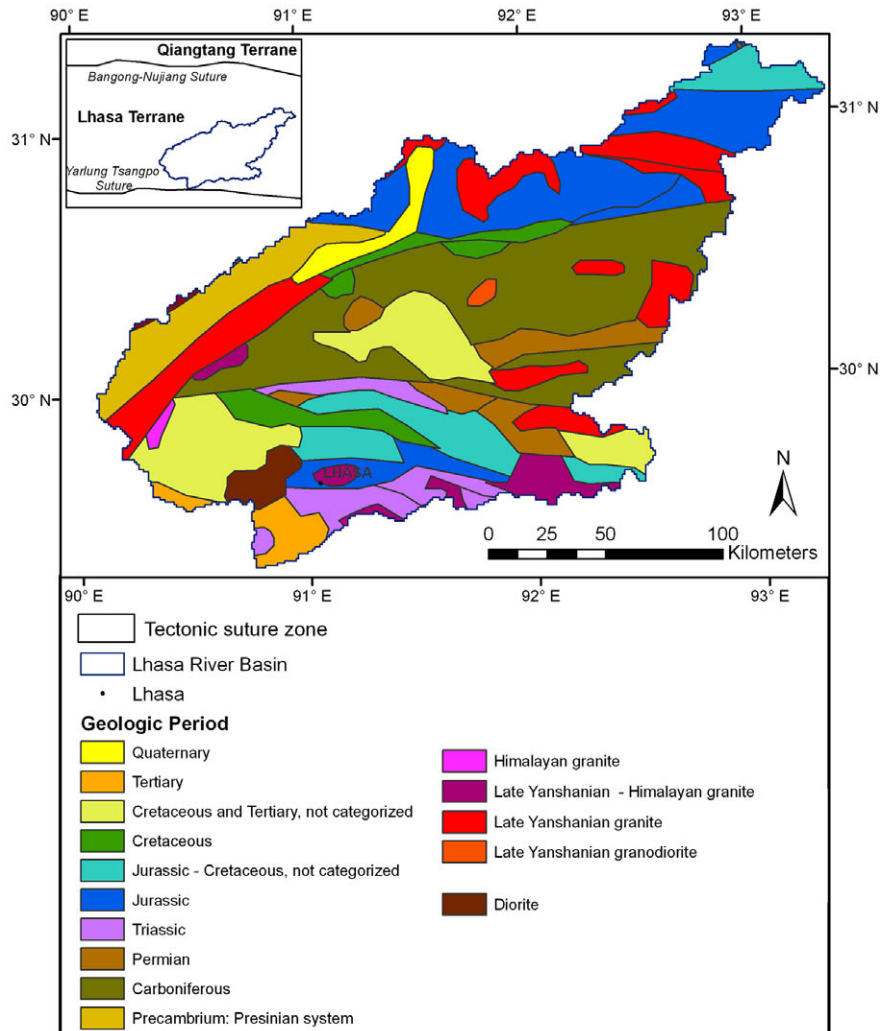 90° E 91° E 92° E 93° E
Qiangtang Terrane
Bangong-Nujiang Suture
Lhasa Terrane
Yarlung Tsangpo
Suture
31° N
31° N
30° N
30° N
LHASA
N
0 25 50 100
Kilometers
90° E 91° E 92° E 93° E
Tectonic suture zone
Lhasa River Basin
Lhasa
Geologic Period
Quaternary
Tertiary
Cretaceous and Tertiary, not categorized
Cretaceous
Jurassic - Cretaceous, not categorized
Jurassic
Triassic
Permian
Carboniferous
Precambrium: Presinian system
Himalayan granite
Late Yanshanian - Himalayan granite
Late Yanshanian granite
Late Yanshanian granodiorite
Diorite